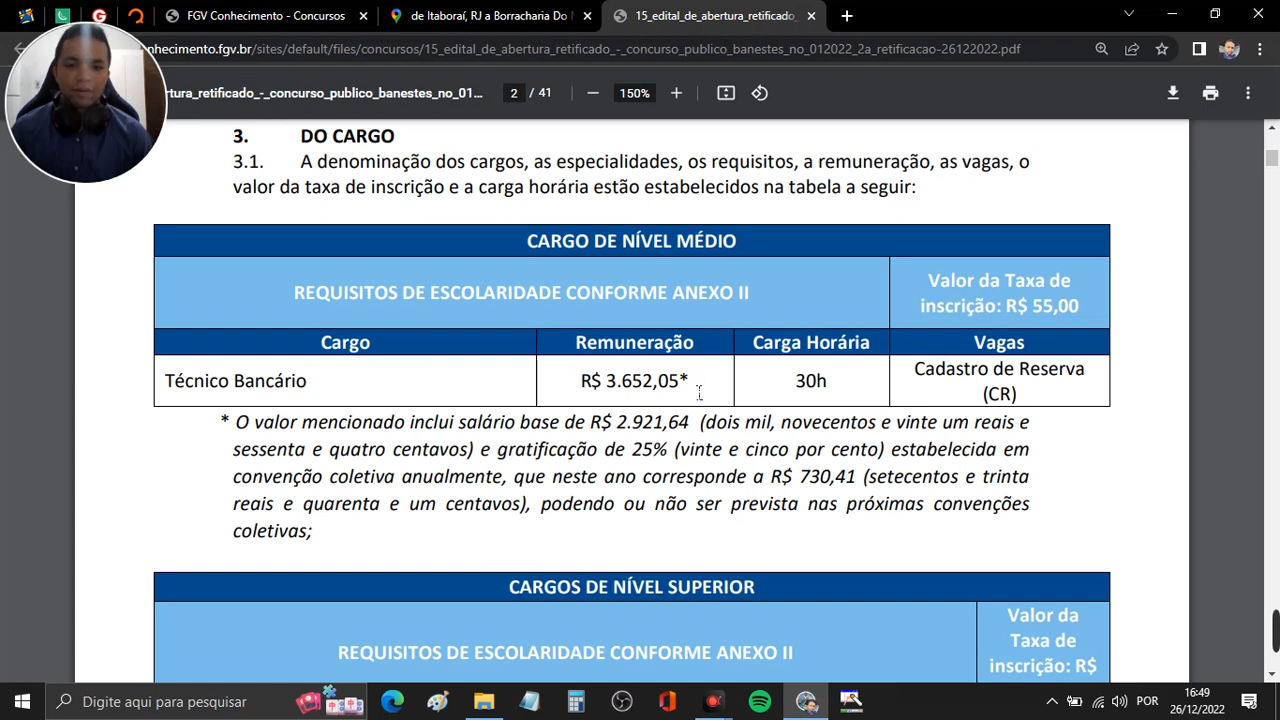 FGV Conhecimento - Concursos
de Itaboraí, RJ a Borracharia Do
15_edital_de_abertura_retificado_
conhecimento.fgv.br/sites/default/files/concursos/15_edital_de_abertura_retificado_-_concurso_publico_banestes_no_012022_2a_retificacao-26122022.pdf
rtura_retificado_-_concurso_publico_banestes_no_01...
2 / 41
150%
3. DO CARGO
3.1. A denominação dos cargos, as especialidades, os requisitos, a remuneração, as vagas, o
valor da taxa de inscrição e a carga horária estão estabelecidos na tabela a seguir:
CARGO DE NÍVEL MÉDIO
REQUISITOS DE ESCOLARIDADE CONFORME ANEXO II
Valor da Taxa de
inscrição: R$ 55,00
Cargo
Remuneração
Carga Horária
Vagas
Técnico Bancário
R$ 3.652,05*
30h
Cadastro de Reserva
(CR)
* O valor mencionado inclui salário base de R$ 2.921,64 (dois mil, novecentos e vinte um reais e
sessenta e quatro centavos) e gratificação de 25% (vinte e cinco por cento) estabelecida em
convenção coletiva anualmente, que neste ano corresponde a R$ 730,41 (setecentos e trinta
reais e quarenta e um centavos), podendo ou não ser prevista nas próximas convenções
coletivas;
CARGOS DE NÍVEL SUPERIOR
REQUISITOS DE ESCOLARIDADE CONFORME ANEXO II
Valor da
Taxa de
inscrição: R$
Digite aqui para pesquisar
POR
16:49
26/12/2022